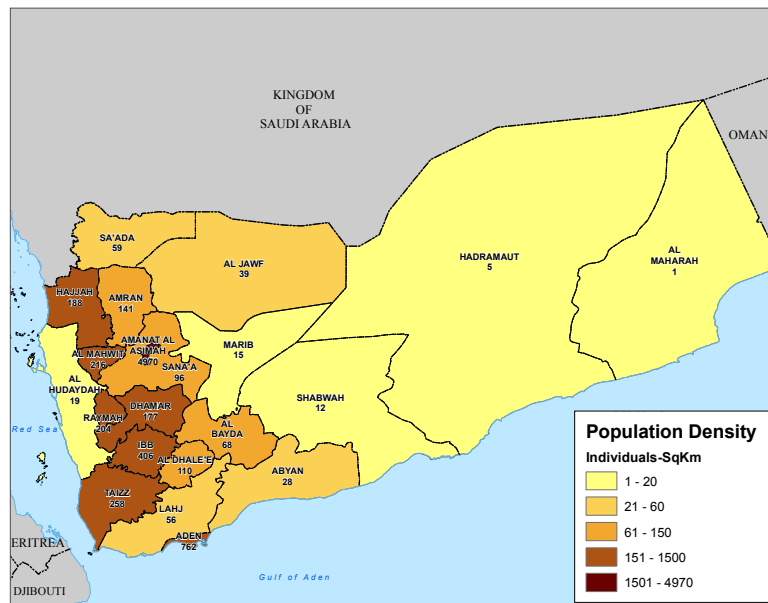 KINGDOM
OF
SAUDI ARABIA
OMAN
SA'ADA
59
AL JAWF
39
HADRAMAUT
5
AL
MAHARAH
1
HAJJAH
188
AMRAN
141
AMANAT AL
ASIMAH
4970
MARIB
15
AL MAHWIT
216
SANA'A
96
AL
HUDAYDAH
19
SHABWAH
12
DHAMAR
177
RAYMAH
204
AL
BAYDA
68
IBB
406
AL DHALE'E
110
ABYAN
28
TAIZZ
258
LAHJ
56
ADEN
762
Red Sea
Gulf of Aden
ERITREA
DJIBOUTI
Population Density
Individuals-SqKm
1 - 20
21 - 60
61 - 150
151 - 1500
1501 - 4970